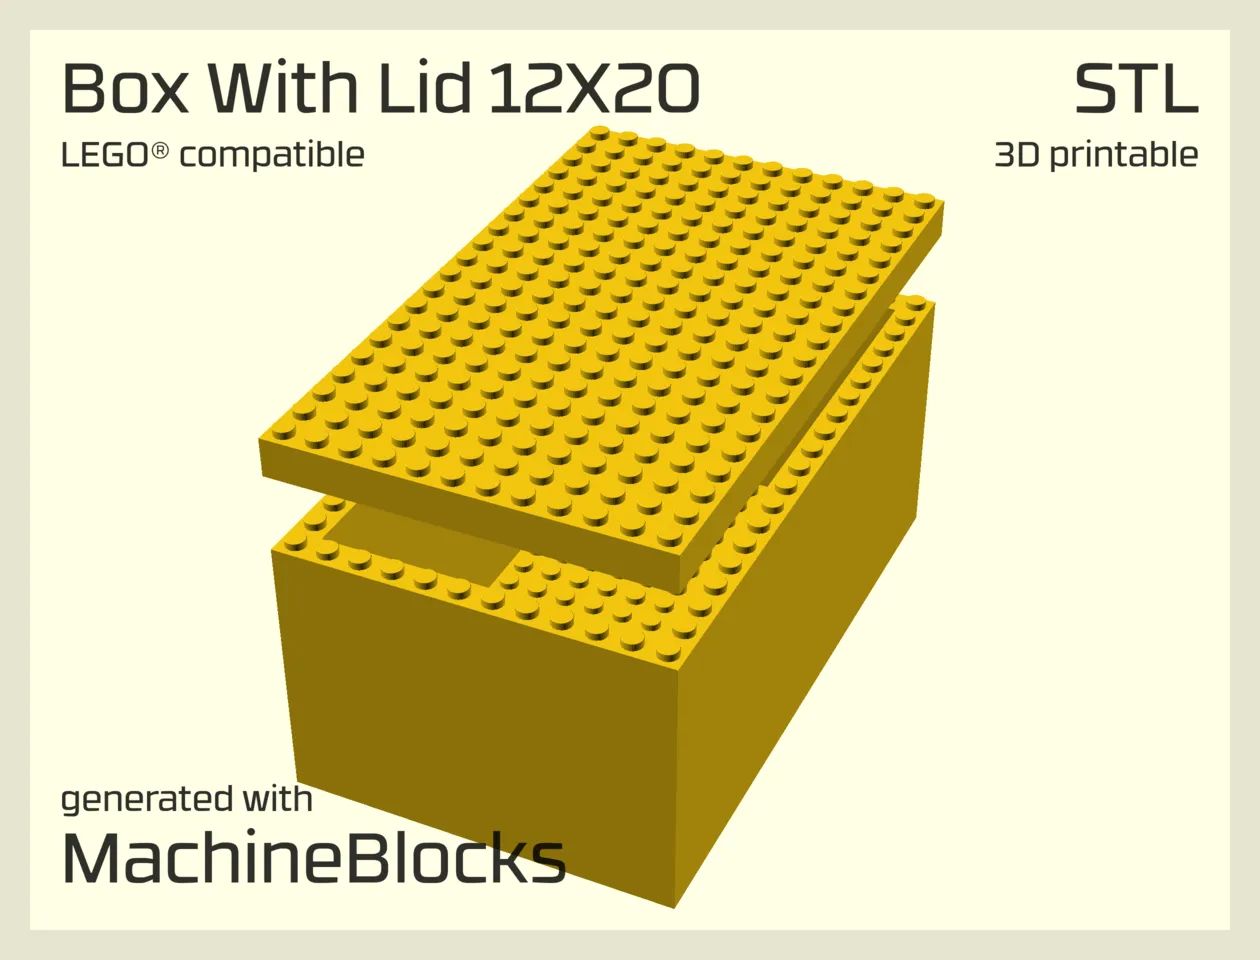 Box With Lid 12X20
STL
LEGO® compatible
3D printable
generated with
MachineBlocks